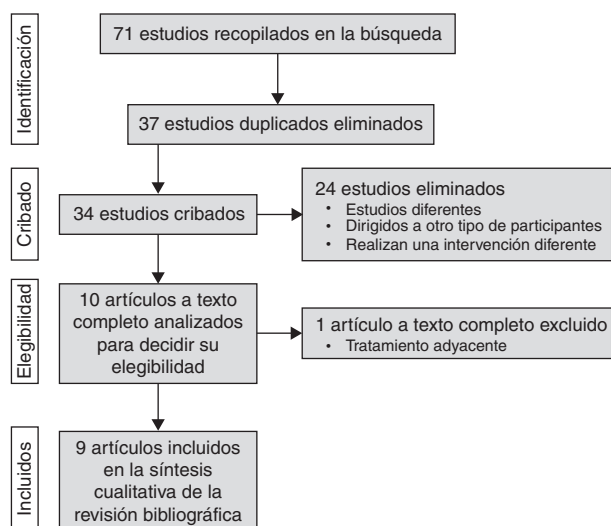 Identificación
71 estudios recopilados en la búsqueda
37 estudios duplicados eliminados
Cribado
34 estudios cribados
24 estudios eliminados
• Estudios diferentes
• Dirigidos a otro tipo de participantes
• Realizan una intervención diferente
Elegibilidad
10 artículos a texto
completo analizados
para decidir su
elegibilidad
1 artículo a texto completo excluido
• Tratamiento adyacente
Incluidos
9 artículos incluidos
en la síntesis
cualitativa de la
revisión bibliográfica